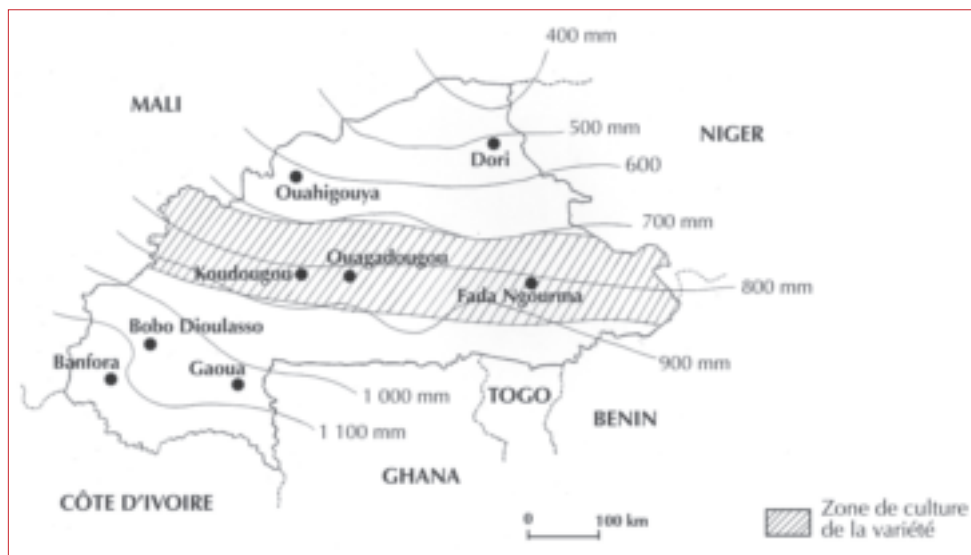 400 mm
MALI
500 mm
NIGER
Dori
600
Ouahigouya
700 mm
Ouagadougou
Koudougou
Fada Ngourma
800 mm
Bobo Dioulasso
900 mm
Banfora
Gaoua
1 000 mm
TOGO
BENIN
1 100 mm
GHANA
CÔTE D'IVOIRE
0 100 km
Zone de culture
de la variété